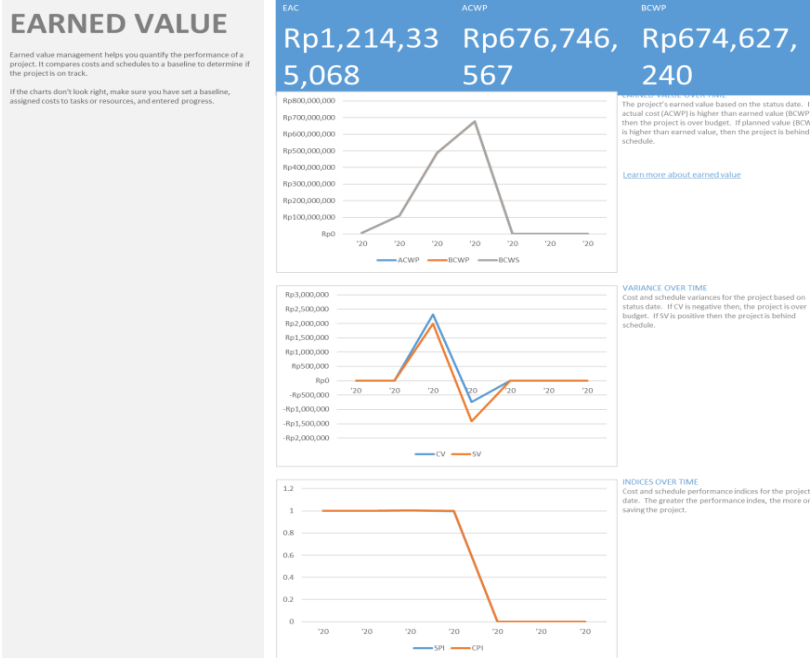 EARNED VALUE
Earned value management helps you quantify the performance of a
project. It compares costs and schedules to a baseline to determine if
the project is on track.
If the charts don't look right, make sure you have set a baseline,
assigned costs to tasks or resources, and entered progress.
EAC
Rp1,214,33
5,068
ACWP
Rp676,746,
567
BCWP
Rp674,627,
240
Rp800,000,000
Rp700,000,000
Rp600,000,000
Rp500,000,000
Rp400,000,000
Rp300,000,000
Rp200,000,000
Rp100,000,000
Rp0
'20 '20 '20 '20 '20 '20 '20
ACWP BCWP BCWS
EARNED VALUE OVER TIME
The project's earned value based on the status date. I
actual cost (ACWP) is higher than earned value (BCWP
then the project is over budget. If planned value (BCW
is higher than earned value, then the project is behind
schedule.
Learn more about earned value
Rp3,000,000
Rp2,500,000
Rp2,000,000
Rp1,500,000
Rp1,000,000
Rp500,000
Rp0
-Rp500,000
-Rp1,000,000
-Rp1,500,000
-Rp2,000,000
'20 '20 '20 '20 '20 '20 '20
CV SV
VARIANCE OVER TIME
Cost and schedule variances for the project based on
status date. If CV is negative then, the project is over
budget. If SV is positive then the project is behind
schedule.
1.2
1
0.8
0.6
0.4
0.2
0
'20 '20 '20 '20 '20 '20 '20
SPI CPI
INDICES OVER TIME
Cost and schedule performance indices for the project
date. The greater the performance index, the more or
saving the project.